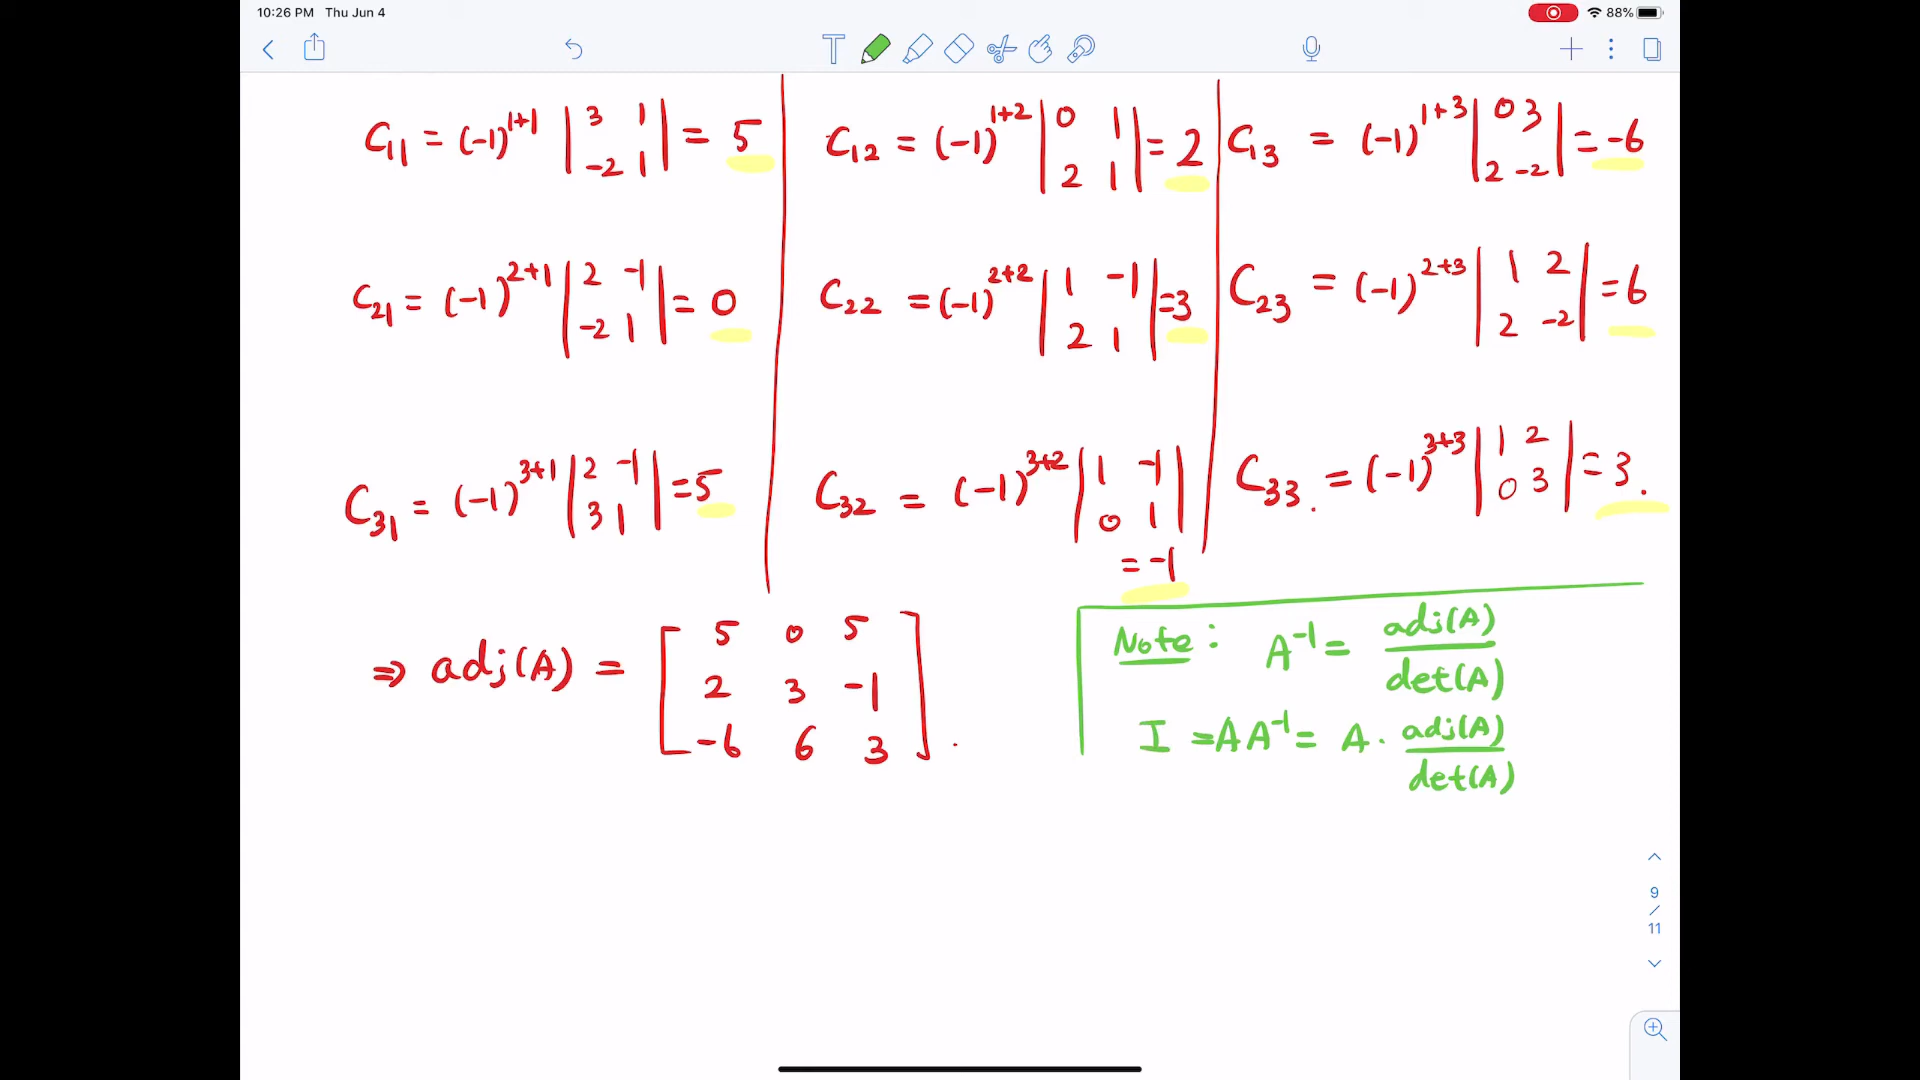 10:26 PM Thu Jun 4
88%
C₁₁ = (-1)¹⁺¹ | 3 1 | = 5
| -2 1 |
C₁₂ = (-1)¹⁺² | 0 1 | = 2
| 2 1 |
C₁₃ = (-1)¹⁺³ | 0 3 | = -6
| 2 -2 |
C₂₁ = (-1)²⁺¹ | 2 -1 | = 0
| -2 1 |
C₂₂ = (-1)²⁺² | 1 -1 | = 3
| 2 1 |
C₂₃ = (-1)²⁺³ | 1 2 | = 6
| 2 -2 |
C₃₁ = (-1)³⁺¹ | 2 -1 | = 5
| 3 1 |
C₃₂ = (-1)³⁺² | 1 -1 |
| 0 1 |
= -1
C₃₃. = (-1)³⁺³ | 1 2 | = 3.
| 0 3 |
⇒ adj(A) = [ 5 0 5
2 3 -1
-6 6 3 ] .
Note : A⁻¹ = adj(A)
det(A)
I = AA⁻¹ = A · adj(A)
det(A)
9
/
11